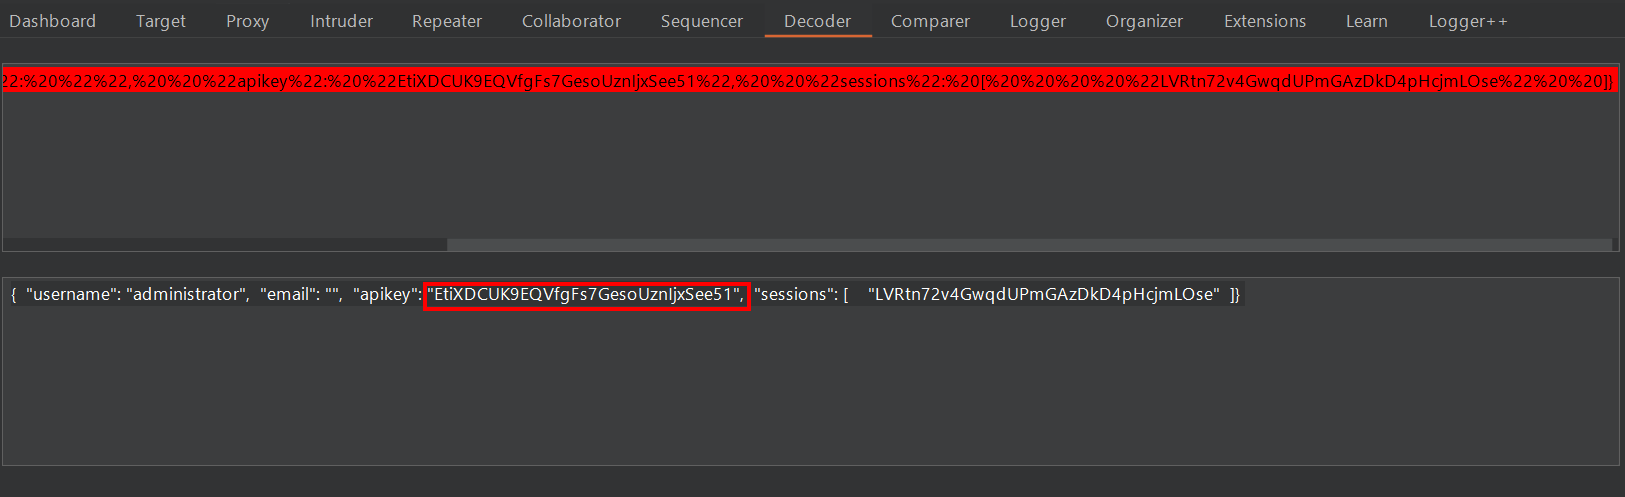 Dashboard Target Proxy Intruder Repeater Collaborator Sequencer Decoder Comparer Logger Organizer Extensions Learn Logger++
22:%20%22%22,%20%20%22apikey%22:%20%22EtiXDCUK9EQVfgFs7GesoUznIjxSee51%22,%20%20%22sessions%22:%20[%20%20%20%20%22LVRtn72v4GwqdUPmGAzDkD4pHcjmLOse%22%20%20]}
{  "username": "administrator",  "email": "",  "apikey": "EtiXDCUK9EQVfgFs7GesoUznIjxSee51",  "sessions": [    "LVRtn72v4GwqdUPmGAzDkD4pHcjmLOse"  ]}